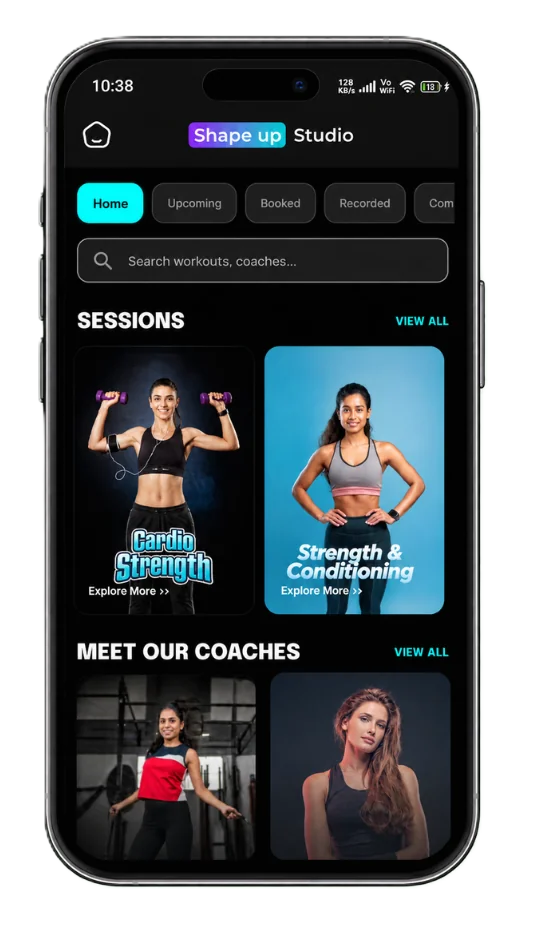 10:38
128 KB/s Vo WiFi 18
Shape up Studio
Home Upcoming Booked Recorded Com
Search workouts, coaches...
SESSIONS VIEW ALL
Cardio
Strength
Explore More >>
Strength &
Conditioning
Explore More >>
MEET OUR COACHES VIEW ALL